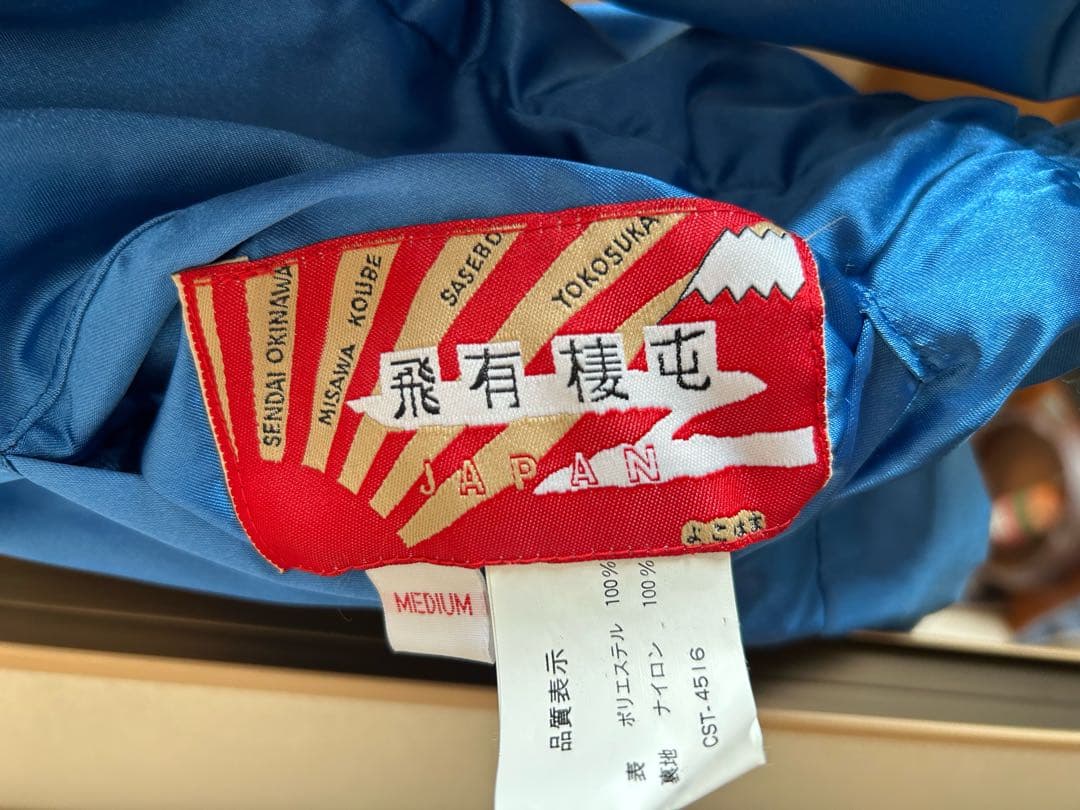 SENDAI OKINAWA
MISAWA KOUBE
SASEBO
YOKOSUKA
飛有棲屯
JAPAN
よこはま
MEDIUM
品質表示
表 ポリエステル 100%
裏地 ナイロン 100%
CST-4516